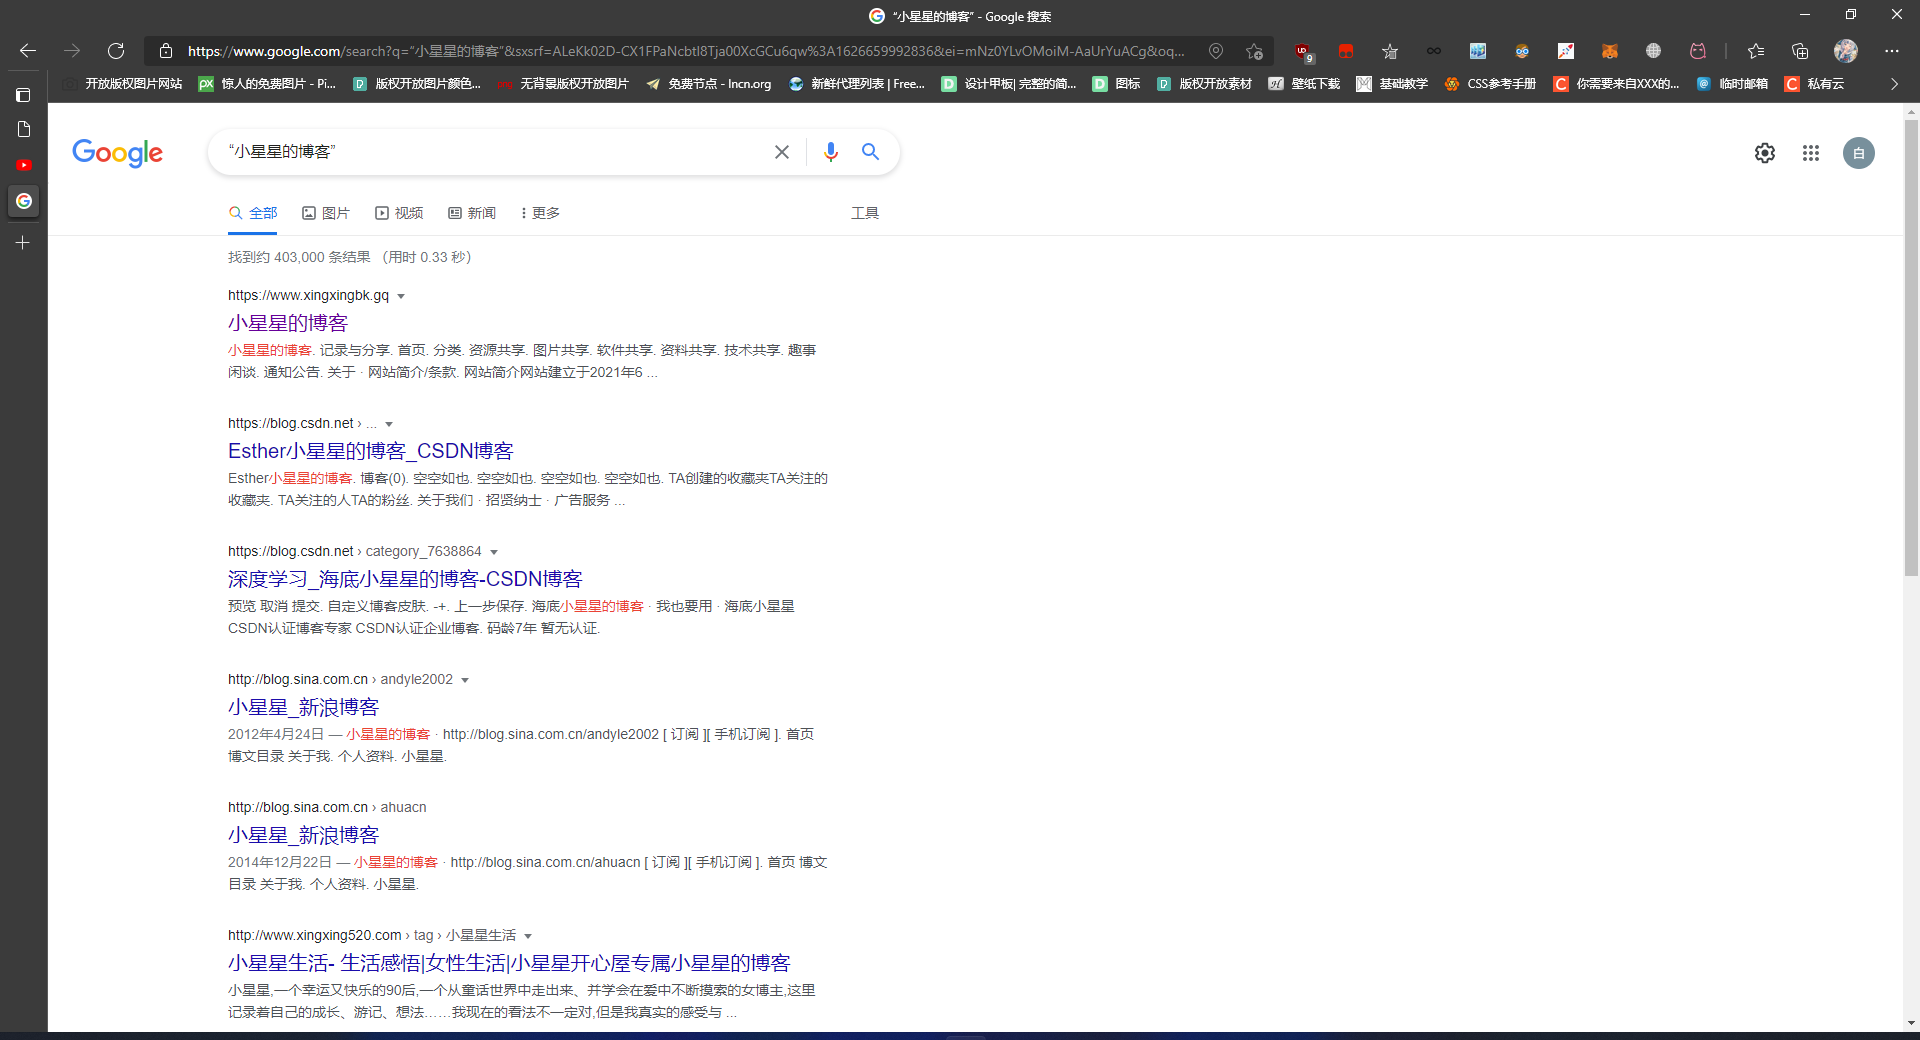 “小星星的博客” - Google 搜索
https://www.google.com/search?q=“小星星的博客”&sxsrf=ALeKk02D-CX1FPaNcbtl8Tja00XcGCu6qw%3A1626659992836&ei=mNz0YLvOMoiM-AaUrYuACg&oq...
9
开放版权图片网站 惊人的免费图片 - Pi... 版权开放图片颜色... 无背景版权开放图片 免费节点 - lncn.org 新鲜代理列表 | Free... 设计甲板| 完整的简... 图标 版权开放素材 壁纸下载 基础教学 CSS参考手册 你需要来自XXX的... 临时邮箱 私有云
Google
“小星星的博客”
白
全部 图片 视频 新闻 更多 工具
找到约 403,000 条结果 （用时 0.33 秒）
https://www.xingxingbk.gq
小星星的博客
小星星的博客. 记录与分享. 首页. 分类. 资源共享. 图片共享. 软件共享. 资料共享. 技术共享. 趣事
闲谈. 通知公告. 关于 · 网站简介/条款. 网站简介网站建立于2021年6 ...
https://blog.csdn.net › ...
Esther小星星的博客_CSDN博客
Esther小星星的博客. 博客(0). 空空如也. 空空如也. 空空如也. 空空如也. TA创建的收藏夹TA关注的
收藏夹. TA关注的人TA的粉丝. 关于我们 · 招贤纳士 · 广告服务 ...
https://blog.csdn.net › category_7638864
深度学习_海底小星星的博客-CSDN博客
预览 取消 提交. 自定义博客皮肤. -+. 上一步保存. 海底小星星的博客 · 我也要用 · 海底小星星
CSDN认证博客专家 CSDN认证企业博客. 码龄7年 暂无认证.
http://blog.sina.com.cn › andyle2002
小星星_新浪博客
2012年4月24日 — 小星星的博客 · http://blog.sina.com.cn/andyle2002 [ 订阅 ][ 手机订阅 ]. 首页
博文目录 关于我. 个人资料. 小星星.
http://blog.sina.com.cn › ahuacn
小星星_新浪博客
2014年12月22日 — 小星星的博客 · http://blog.sina.com.cn/ahuacn [ 订阅 ][ 手机订阅 ]. 首页 博文
目录 关于我. 个人资料. 小星星.
http://www.xingxing520.com › tag › 小星星生活
小星星生活- 生活感悟|女性生活|小星星开心屋专属小星星的博客
小星星,一个幸运又快乐的90后,一个从童话世界中走出来、并学会在爱中不断摸索的女博主,这里
记录着自己的成长、游记、想法……我现在的看法不一定对,但是我真实的感受与 ...